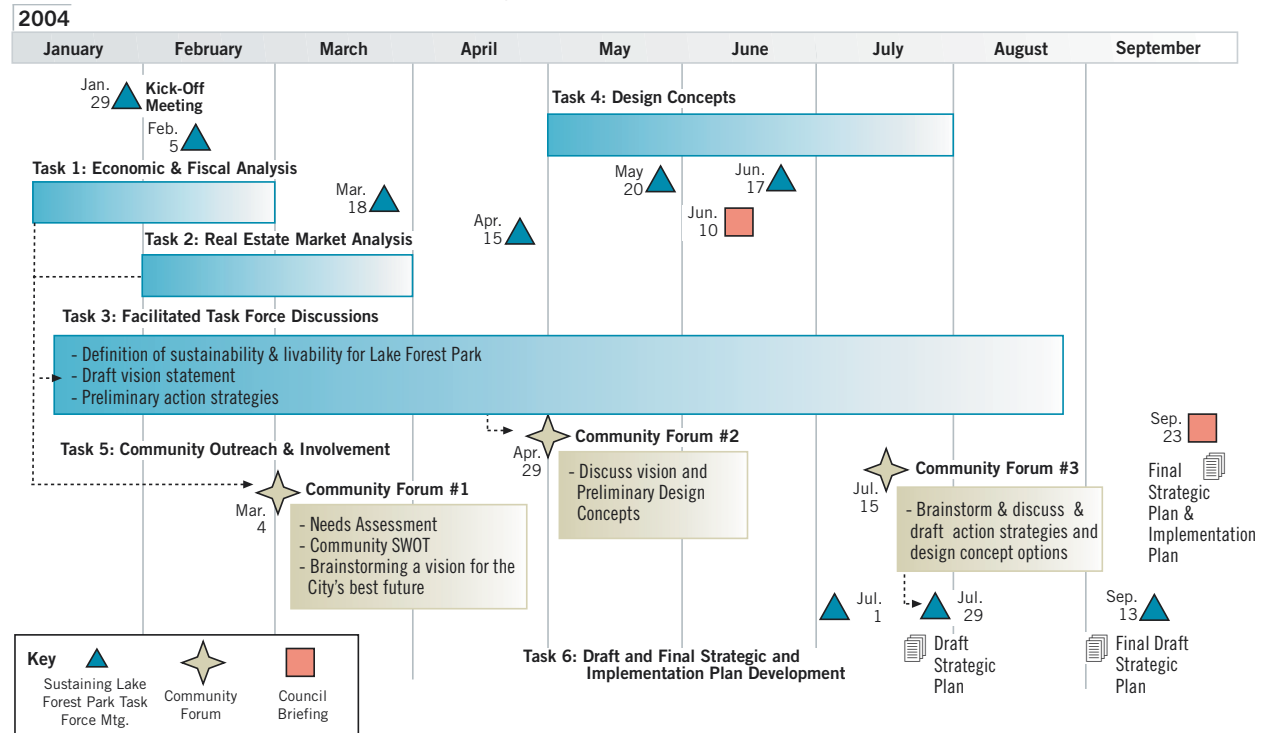 2004
January February March April May June July August September
Jan.
29
Kick-Off
Meeting
Feb.
5
Task 1: Economic & Fiscal Analysis
Mar.
18
Task 2: Real Estate Market Analysis
Apr.
15
Task 4: Design Concepts
May
20
Jun.
17
Jun.
10
Task 3: Facilitated Task Force Discussions
- Definition of sustainability & livability for Lake Forest Park
- Draft vision statement
- Preliminary action strategies
Task 5: Community Outreach & Involvement
Mar.
4
Community Forum #1
- Needs Assessment
- Community SWOT
- Brainstorming a vision for the
City's best future
Apr.
29
Community Forum #2
- Discuss vision and
Preliminary Design
Concepts
Jul.
15
Community Forum #3
- Brainstorm & discuss &
draft action strategies and
design concept options
Sep.
23
Final
Strategic
Plan &
Implementation
Plan
Jul.
1
Jul.
29
Draft
Strategic
Plan
Sep.
13
Final Draft
Strategic
Plan
Task 6: Draft and Final Strategic and
Implementation Plan Development
Key
Sustaining Lake
Forest Park Task
Force Mtg.
Community
Forum
Council
Briefing